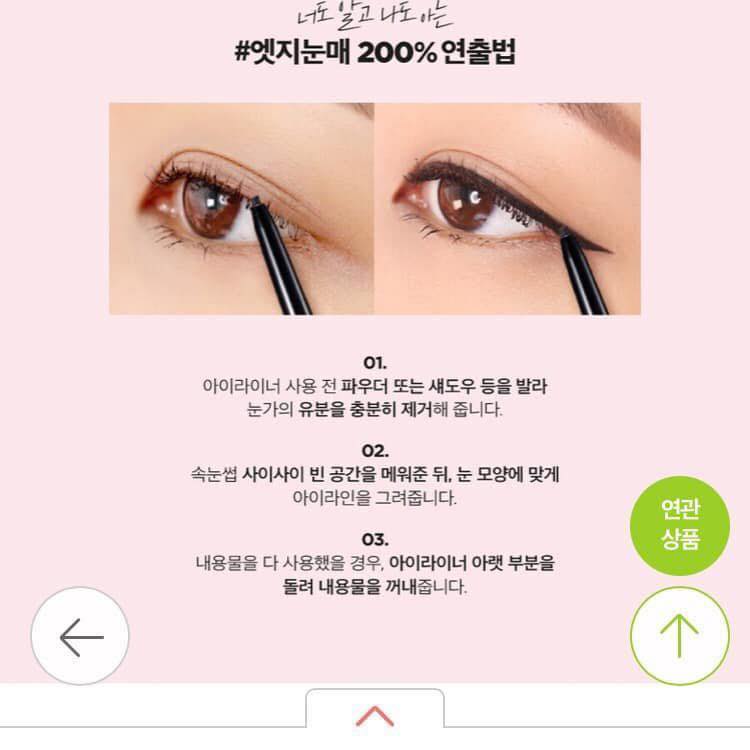 너도 알고 나도 아는
#엣지눈매 200% 연출법
01.
아이라이너 사용 전 파우더 또는 섀도우 등을 발라
눈가의 유분을 충분히 제거해 줍니다.
02.
속눈썹 사이사이 빈 공간을 메워준 뒤, 눈 모양에 맞게
아이라인을 그려줍니다.
03.
내용물을 다 사용했을 경우, 아이라이너 아랫 부분을
돌려 내용물을 꺼내줍니다.
연관
상품